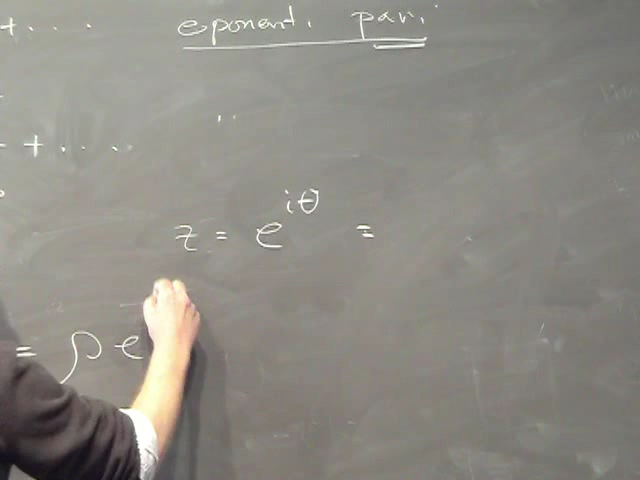 + . . . esponenti pari
+ . . .
z = e^{iθ} =
= ρ e